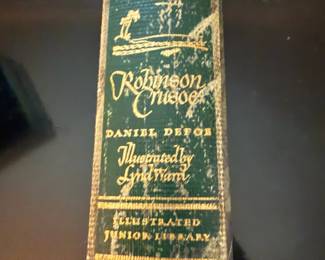 Robinson
Crusoe
DANIEL DEFOE
Illustrated by
Lynd Ward
ILLUSTRATED
JUNIOR LIBRARY